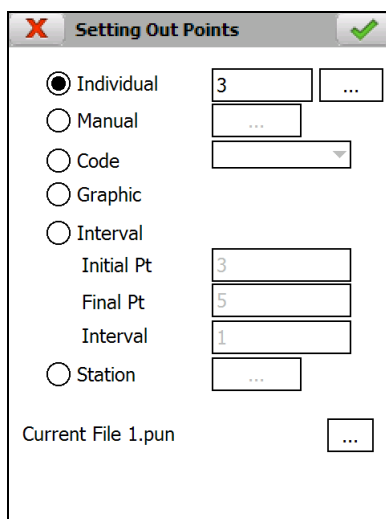 Setting Out Points
Individual 3 ...
Manual ...
Code
Graphic
Interval
Initial Pt 3
Final Pt 5
Interval 1
Station ...
Current File 1.pun ...